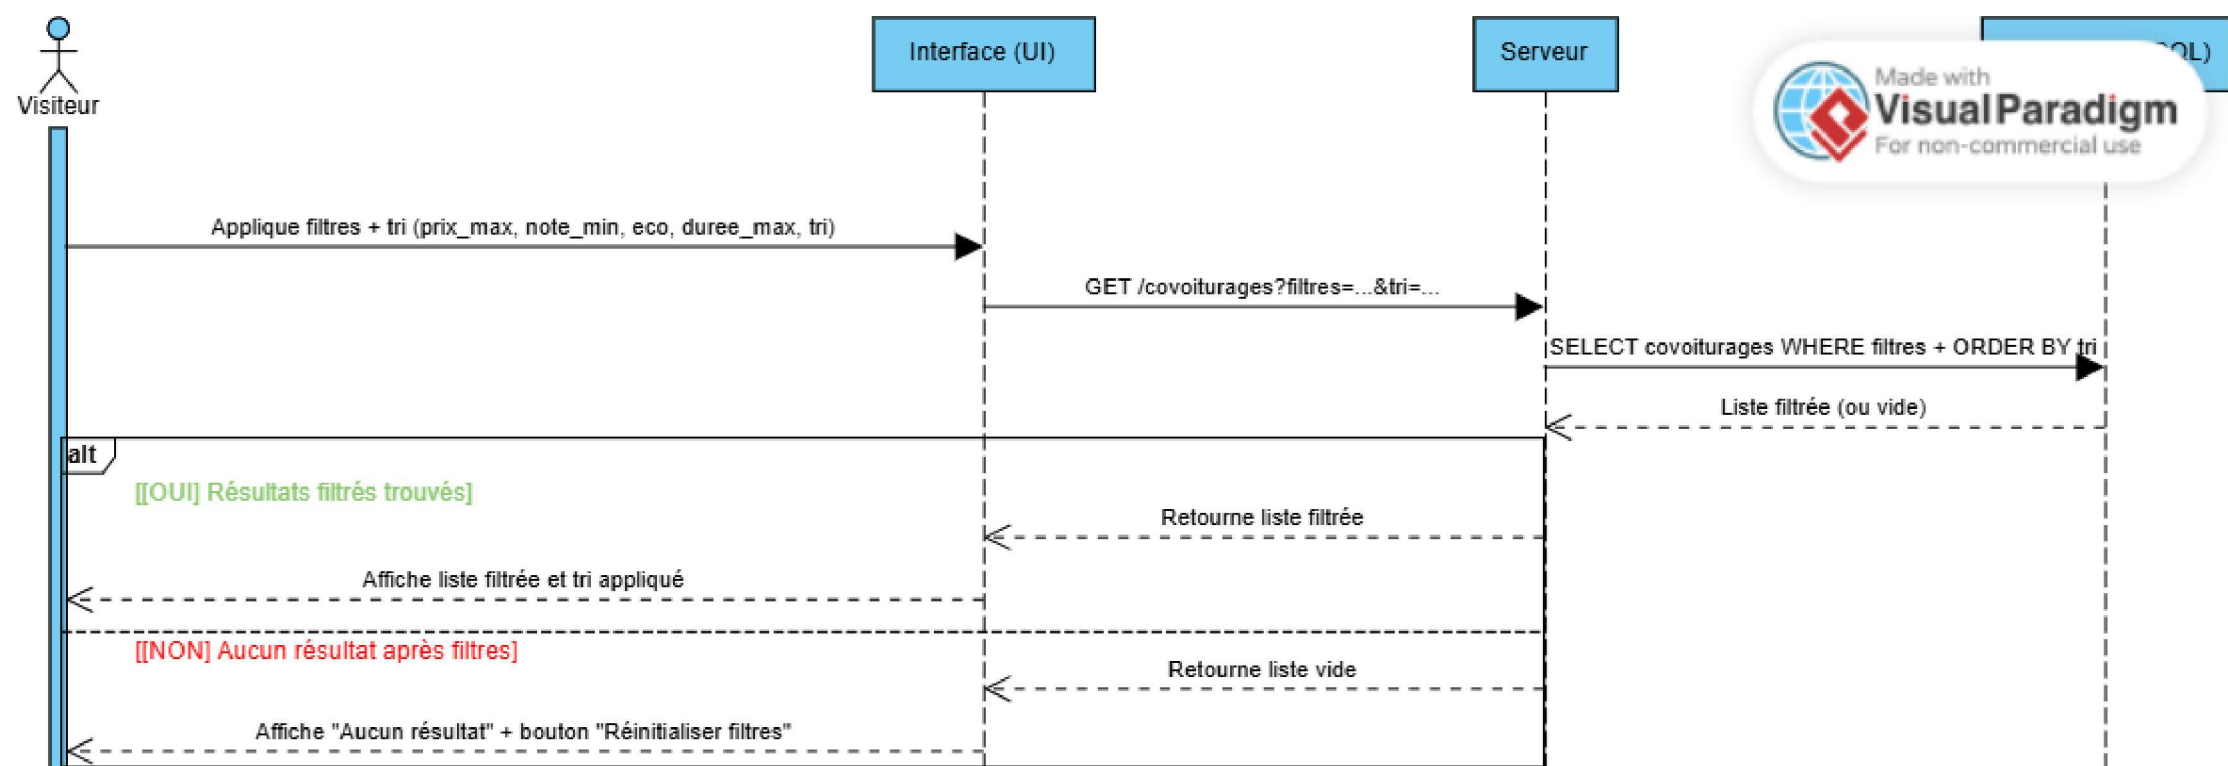 Visiteur
Interface (UI)
Serveur
QL)
Made with
Visual Paradigm
For non-commercial use
Applique filtres + tri (prix_max, note_min, eco, duree_max, tri)
GET /covoiturages?filtres=...&tri=...
SELECT covoiturages WHERE filtres + ORDER BY tri
Liste filtrée (ou vide)
alt
[[OUI] Résultats filtrés trouvés]
Retourne liste filtrée
Affiche liste filtrée et tri appliqué
[[NON] Aucun résultat après filtres]
Retourne liste vide
Affiche "Aucun résultat" + bouton "Réinitialiser filtres"